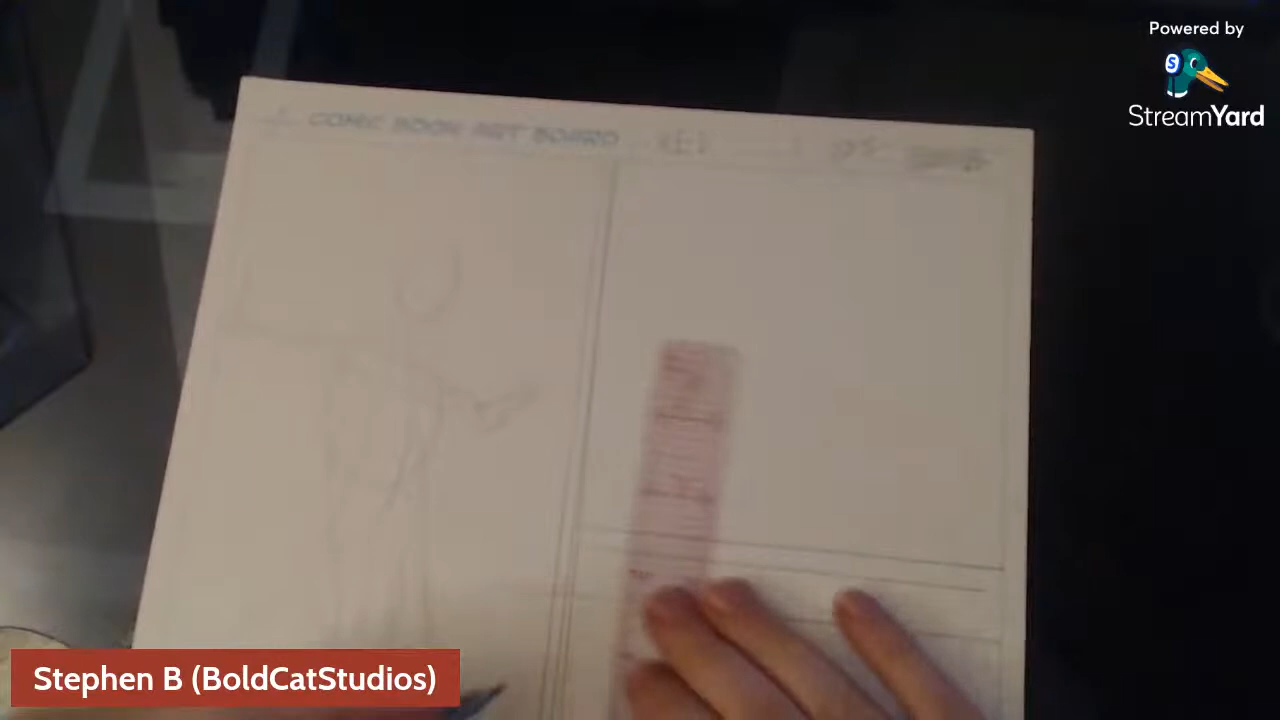 Powered by
StreamYard
COMIC BOOK ART BOARD
Stephen B (BoldCatStudios)